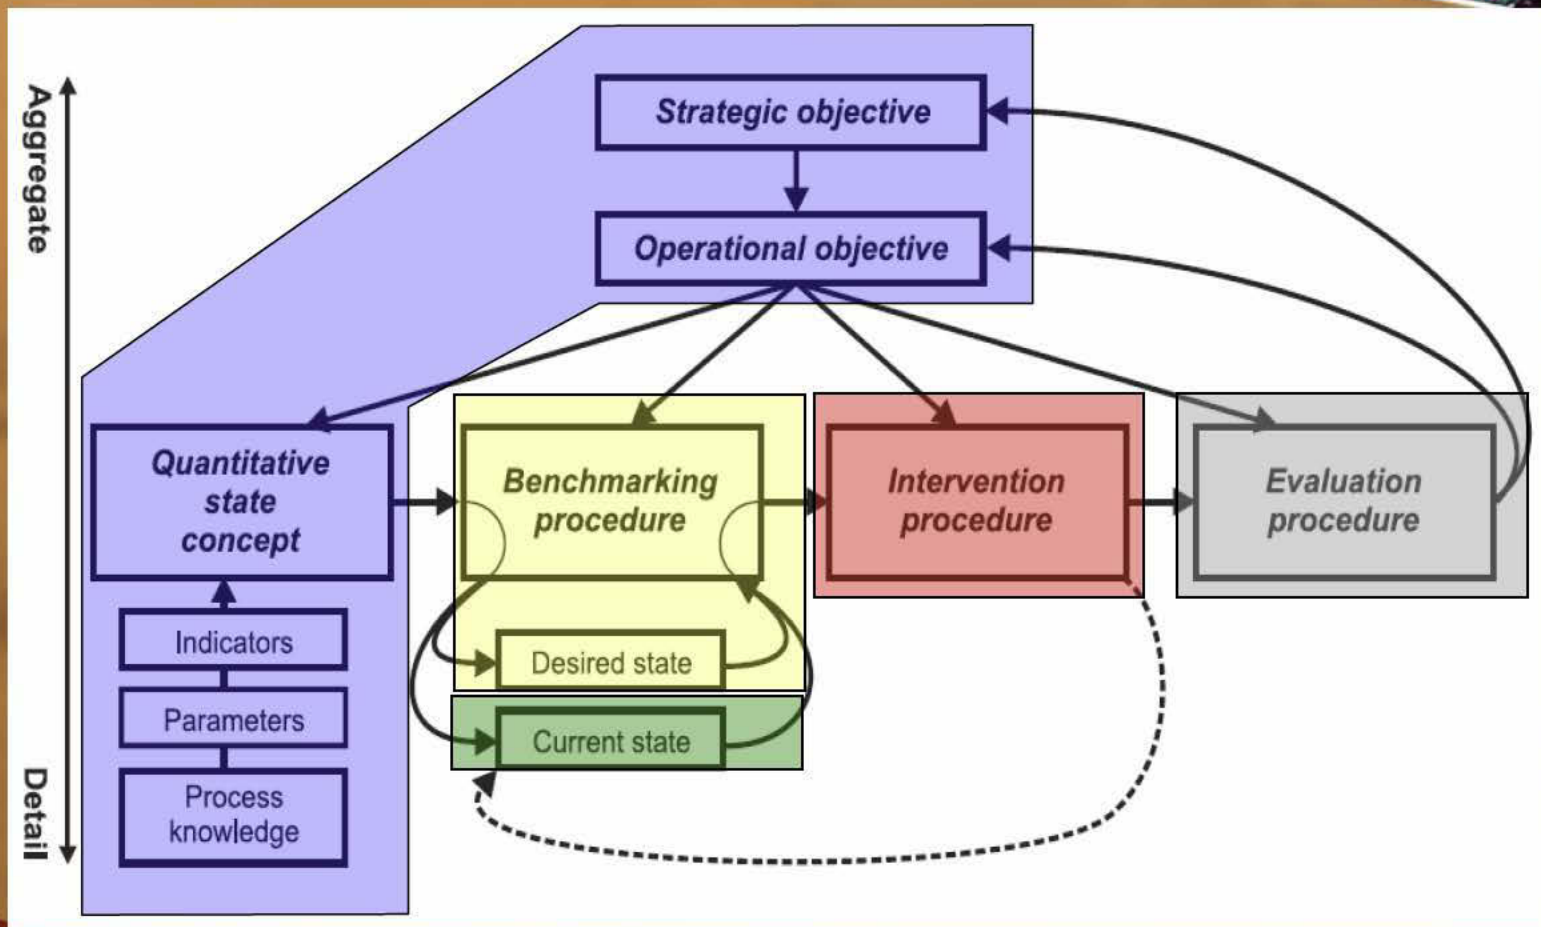 Aggregate
Detail
Strategic objective
Operational objective
Quantitative
state
concept
Indicators
Parameters
Process
knowledge
Benchmarking
procedure
Desired state
Current state
Intervention
procedure
Evaluation
procedure